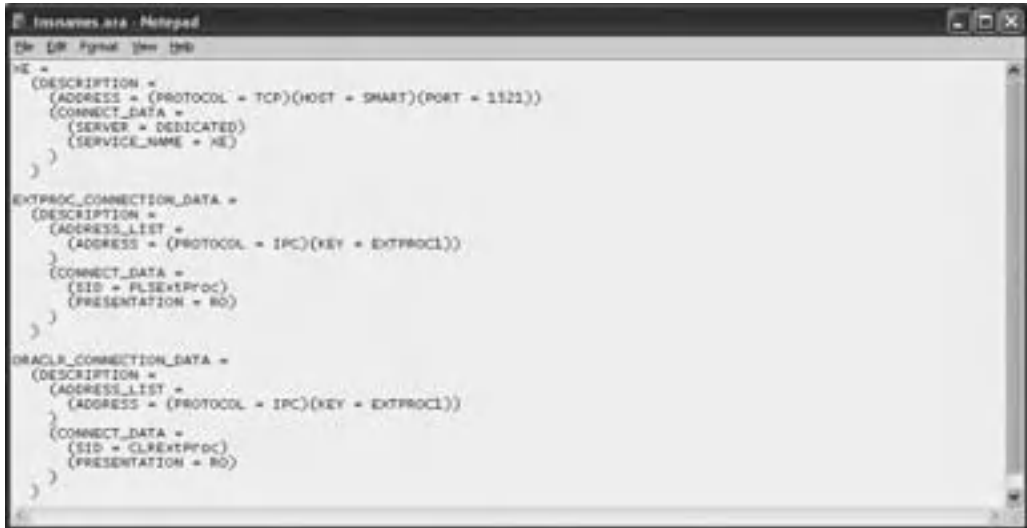 tnsnames.ora - Notepad
File Edit Format View Help
XE =
  (DESCRIPTION =
    (ADDRESS = (PROTOCOL = TCP)(HOST = SMART)(PORT = 1521))
    (CONNECT_DATA =
      (SERVER = DEDICATED)
      (SERVICE_NAME = XE)
    )
  )
EXTPROC_CONNECTION_DATA =
  (DESCRIPTION =
    (ADDRESS_LIST =
      (ADDRESS = (PROTOCOL = IPC)(KEY = EXTPROC1))
    )
    (CONNECT_DATA =
      (SID = PLSExtProc)
      (PRESENTATION = RO)
    )
  )
ORACLR_CONNECTION_DATA =
  (DESCRIPTION =
    (ADDRESS_LIST =
      (ADDRESS = (PROTOCOL = IPC)(KEY = EXTPROC1))
    )
    (CONNECT_DATA =
      (SID = CLRExtProc)
      (PRESENTATION = RO)
    )
  )